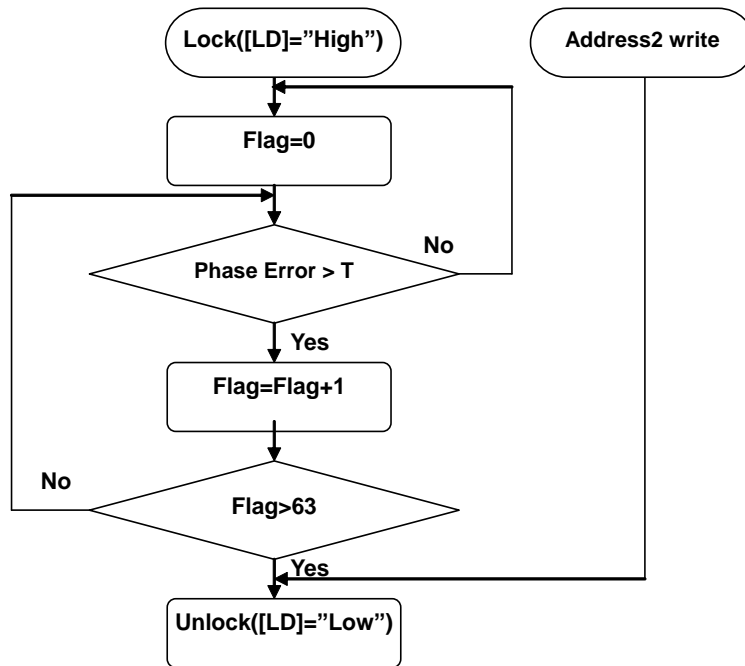 Lock([LD]=”High”)
Address2 write
Flag=0
No
Phase Error > T
Yes
Flag=Flag+1
No
Flag>63
Yes
Unlock([LD]=”Low”)